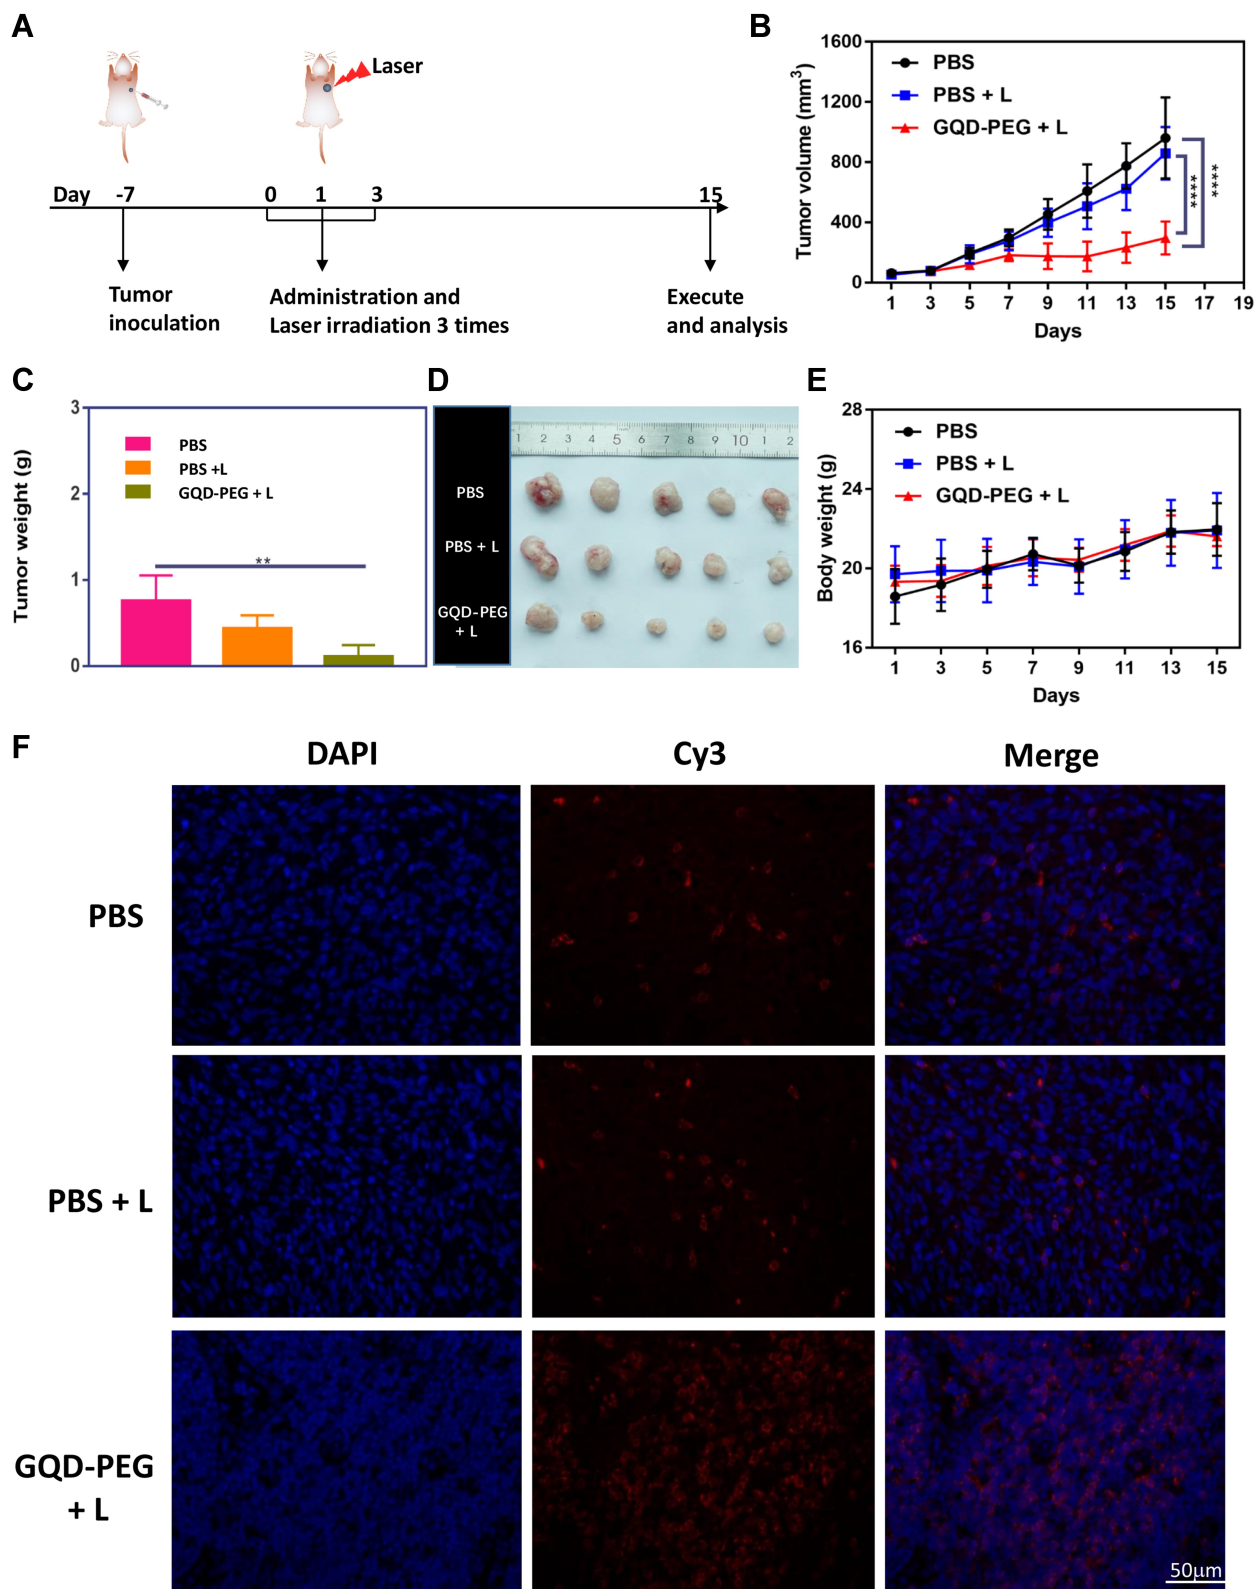 A
Laser
Day -7 0 1 3 15
Tumor
inoculation
Administration and
Laser irradiation 3 times
Execute
and analysis
B
Tumor volume (mm³)
1600
1200
800
400
0
PBS
PBS + L
GQD-PEG + L
****
****
1 3 5 7 9 11 13 15 17 19
Days
C
Tumor weight (g)
3
2
1
0
PBS
PBS +L
GQD-PEG + L
**
D
1 2 3 4 5 6 7 8 9 10 1 2
PBS
PBS + L
GQD-PEG
+ L
E
Body weight (g)
28
24
20
16
PBS
PBS + L
GQD-PEG + L
1 3 5 7 9 11 13 15
Days
F
DAPI Cy3 Merge
PBS
PBS + L
GQD-PEG
+ L
50μm